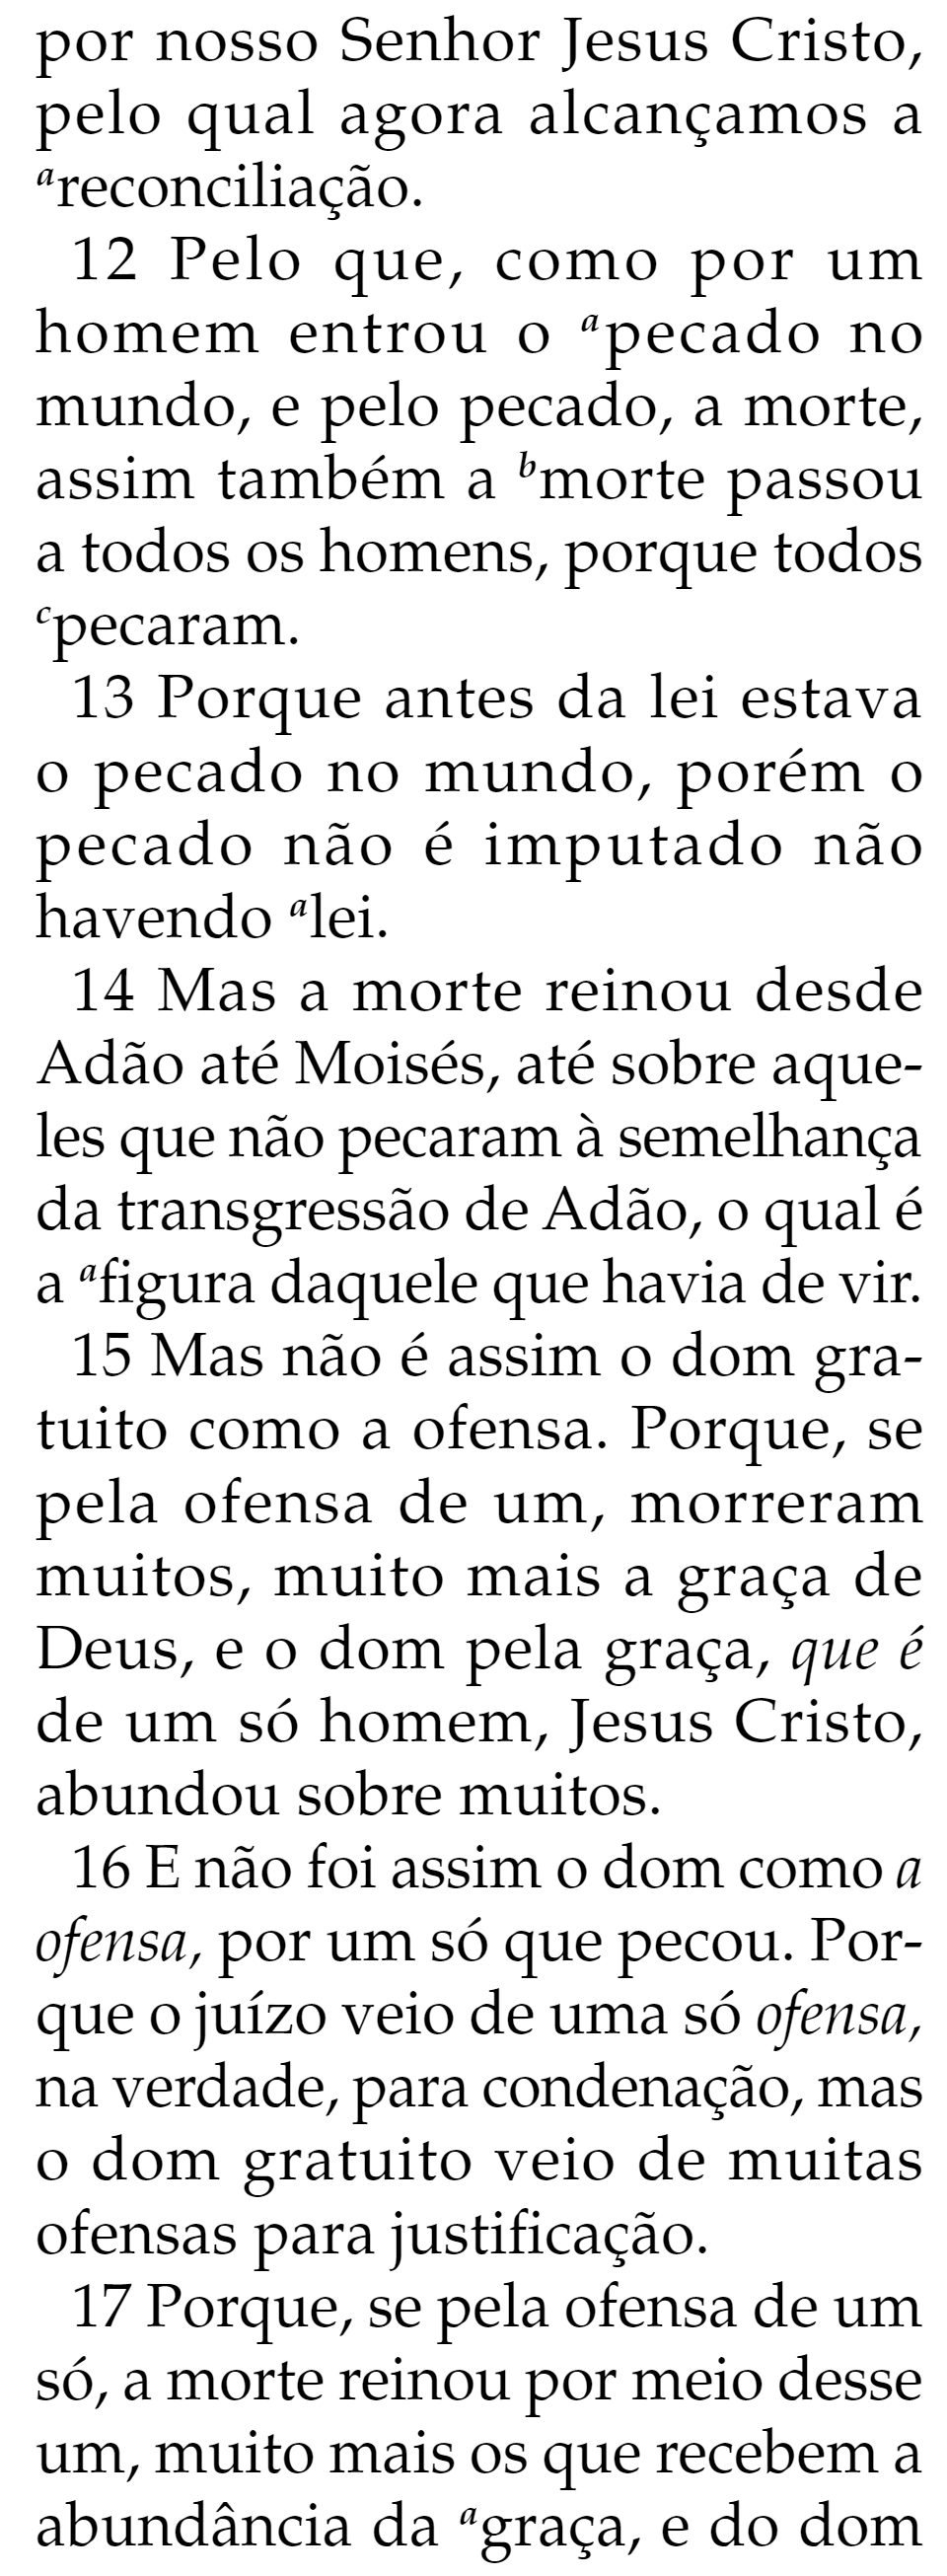 por nosso Senhor Jesus Cristo,
pelo qual agora alcançamos a
ᵃreconciliação.
12 Pelo que, como por um
homem entrou o ᵃpecado no
mundo, e pelo pecado, a morte,
assim também a ᵇmorte passou
a todos os homens, porque todos
ᶜpecaram.
13 Porque antes da lei estava
o pecado no mundo, porém o
pecado não é imputado não
havendo ᵃlei.
14 Mas a morte reinou desde
Adão até Moisés, até sobre aque-
les que não pecaram à semelhança
da transgressão de Adão, o qual é
a ᵃfigura daquele que havia de vir.
15 Mas não é assim o dom gra-
tuito como a ofensa. Porque, se
pela ofensa de um, morreram
muitos, muito mais a graça de
Deus, e o dom pela graça, que é
de um só homem, Jesus Cristo,
abundou sobre muitos.
16 E não foi assim o dom como a
ofensa, por um só que pecou. Por-
que o juízo veio de uma só ofensa,
na verdade, para condenação, mas
o dom gratuito veio de muitas
ofensas para justificação.
17 Porque, se pela ofensa de um
só, a morte reinou por meio desse
um, muito mais os que recebem a
abundância da ᵃgraça, e do dom